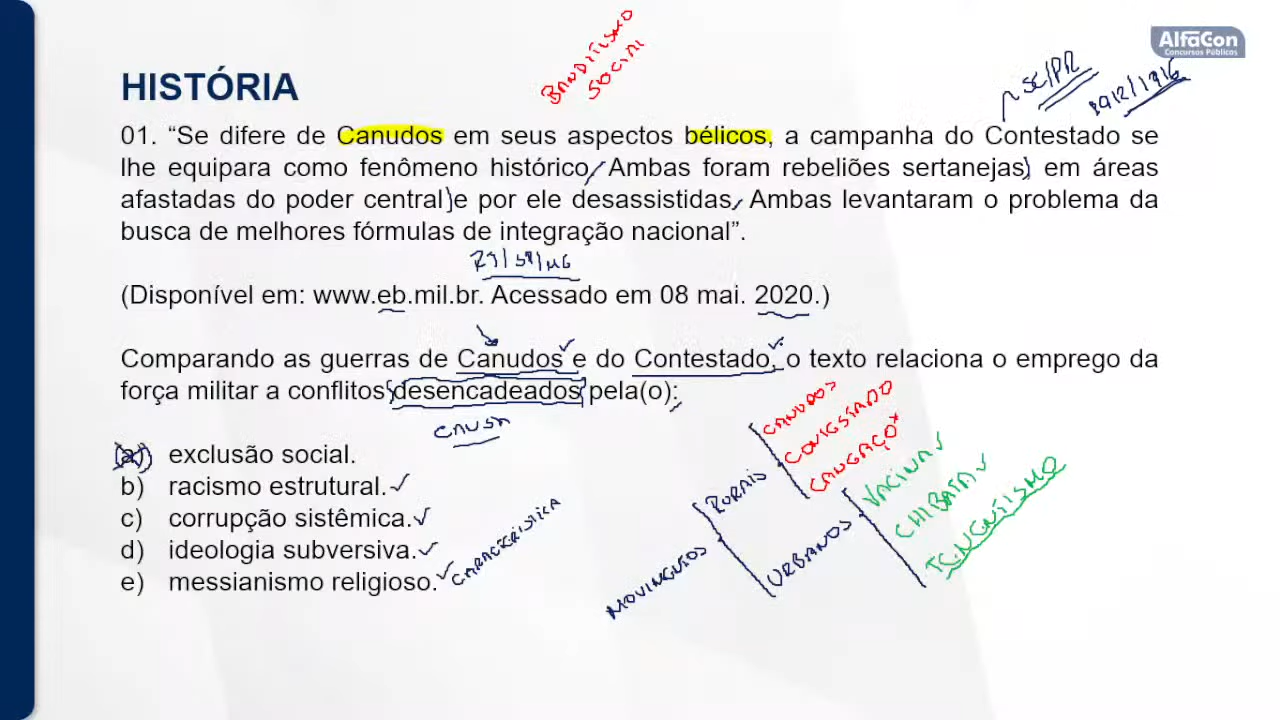 BANDITISMO
SOCIAL
AlfaCon
Concursos Públicos
SC/PR
1912/1916
HISTÓRIA
01. “Se difere de Canudos em seus aspectos bélicos, a campanha do Contestado se
lhe equipara como fenômeno histórico. Ambas foram rebeliões sertanejas, em áreas
afastadas do poder central e por ele desassistidas. Ambas levantaram o problema da
busca de melhores fórmulas de integração nacional”.
RJ/SP/MG
(Disponível em: www.eb.mil.br. Acessado em 08 mai. 2020.)
Comparando as guerras de Canudos e do Contestado, o texto relaciona o emprego da
força militar a conflitos desencadeados pela(o):
CAUSA
a) exclusão social.
b) racismo estrutural.
c) corrupção sistêmica.
d) ideologia subversiva.
e) messianismo religioso.
CARACTERÍSTICA
MOVIMENTOS
RURAIS
CANUDOS
CONTESTADO
CANGAÇO*
URBANOS
VACINA
CHIBATA
TENENTISMO